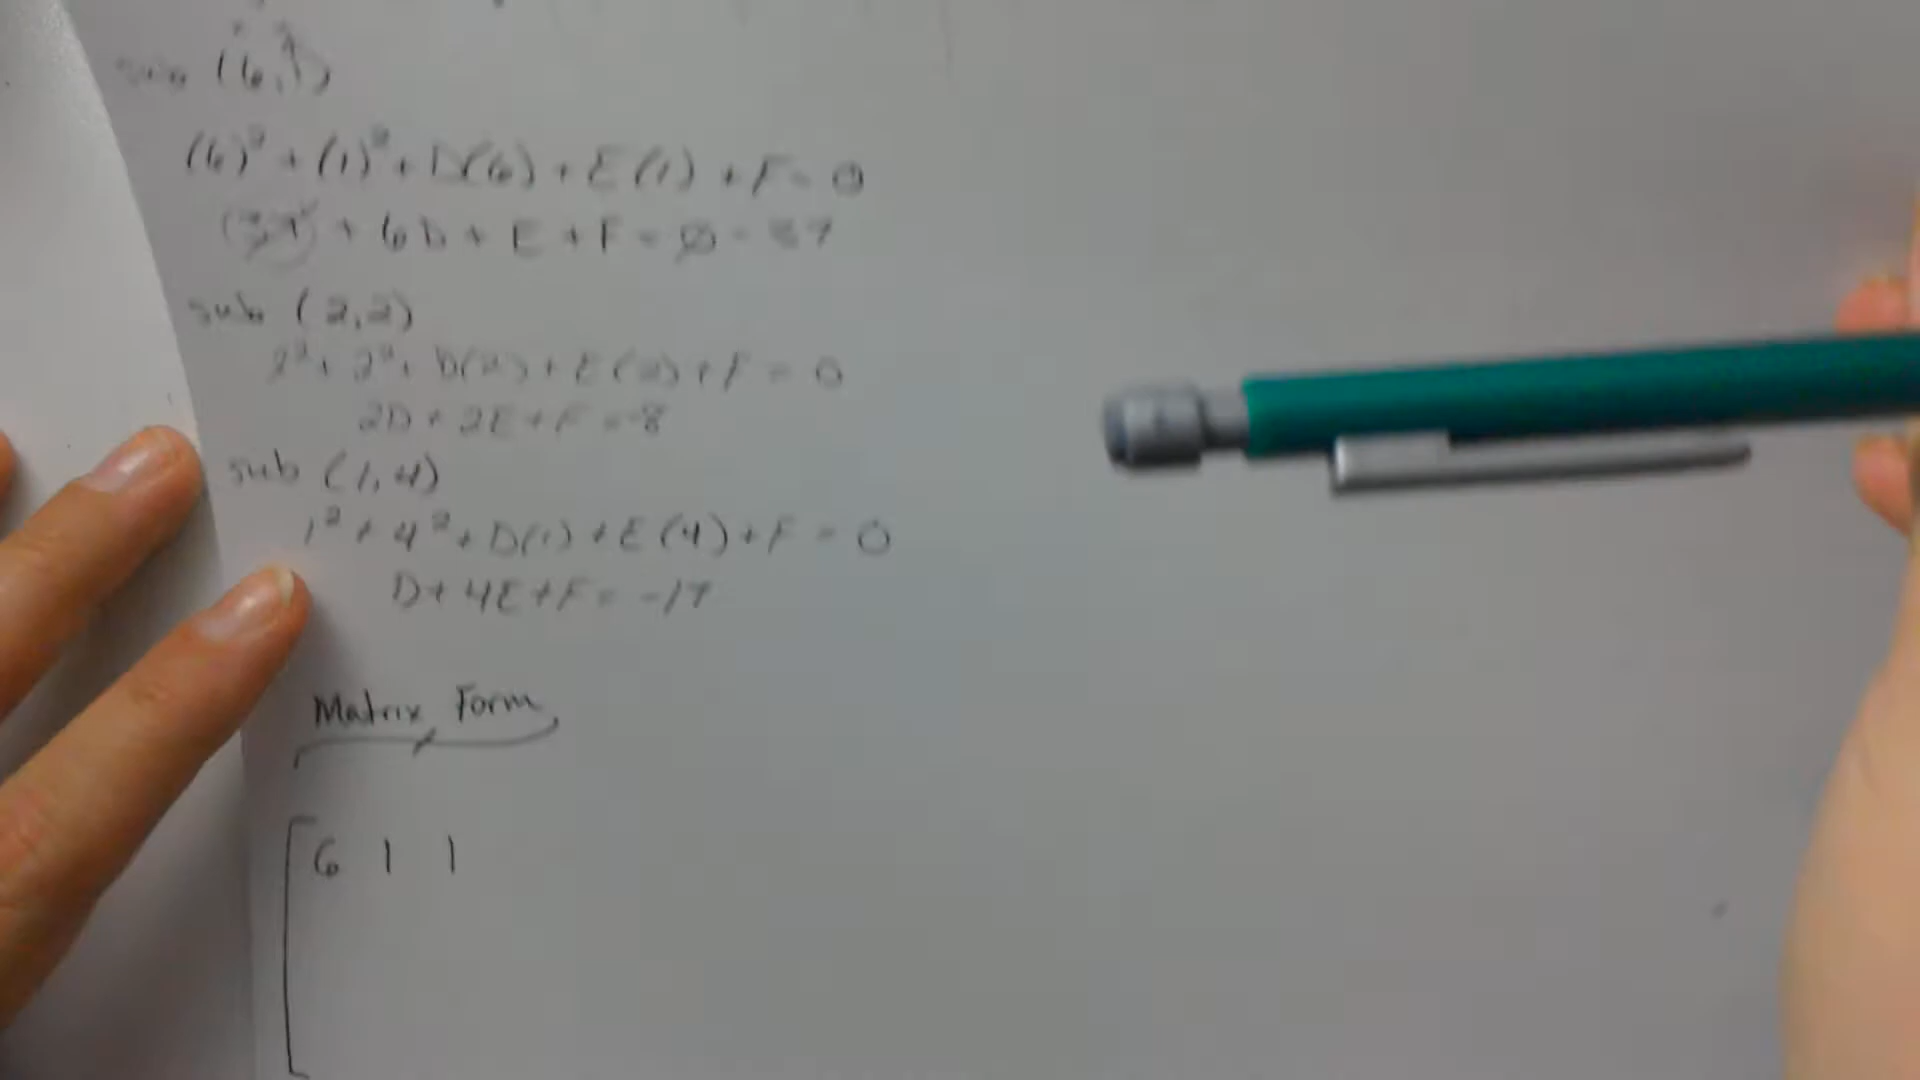 sub (6,1)
(6)² + (1)² + D(6) + E(1) + F = 0
37 + 6D + E + F = 0 - 37
sub (2,2)
2² + 2² + D(2) + E(2) + F = 0
2D + 2E + F = -8
sub (1,4)
1² + 4² + D(1) + E(4) + F = 0
D + 4E + F = -17
Matrix Form
6 1 1